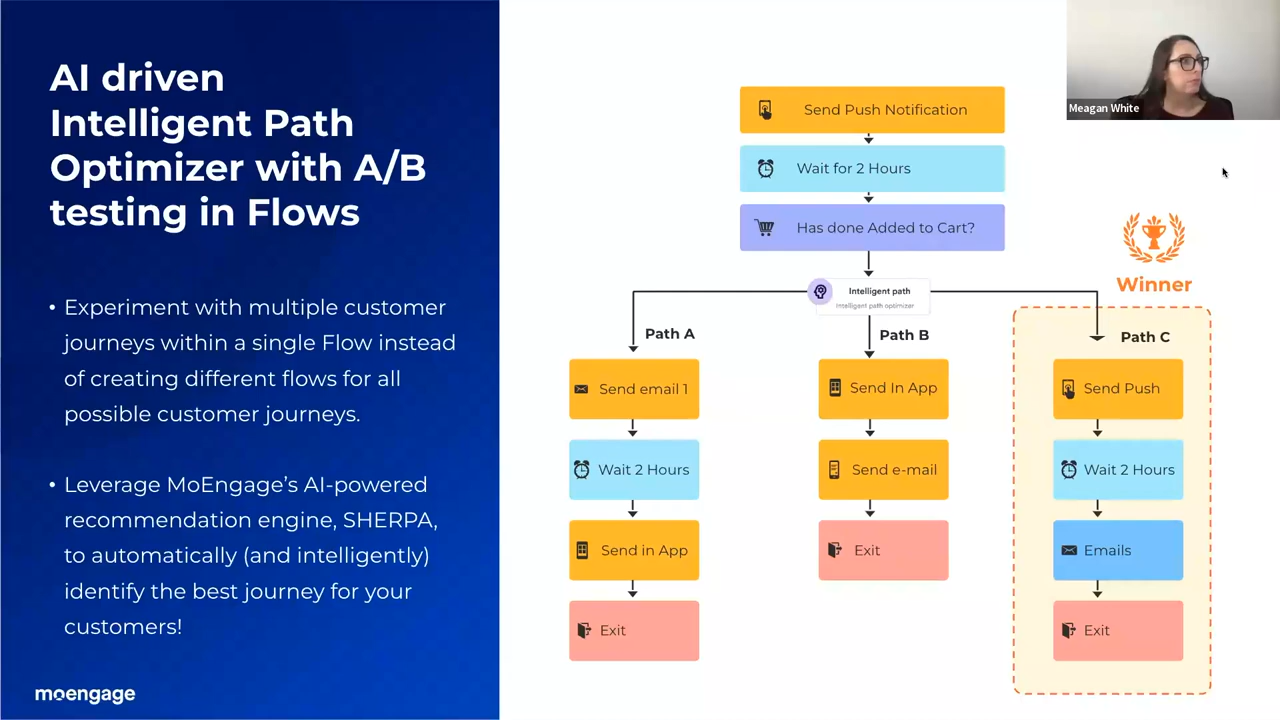 AI driven
Intelligent Path
Optimizer with A/B
testing in Flows
• Experiment with multiple customer
journeys within a single Flow instead
of creating different flows for all
possible customer journeys.
• Leverage MoEngage's AI-powered
recommendation engine, SHERPA,
to automatically (and intelligently)
identify the best journey for your
customers!
moengage
Send Push Notification
Wait for 2 Hours
Has done Added to Cart?
Intelligent path
Intelligent path optimizer
Path A
Send email 1
Wait 2 Hours
Send in App
Exit
Path B
Send In App
Send e-mail
Exit
Winner
Path C
Send Push
Wait 2 Hours
Emails
Exit
Meagan White